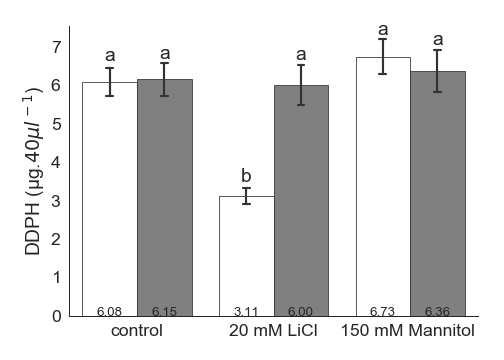 DDPH (µg.40μl⁻¹)
7
6
5
4
3
2
1
0
a a b a a a
6.08 6.15 3.11 6.00 6.73 6.36
control 20 mM LiCl 150 mM Mannitol